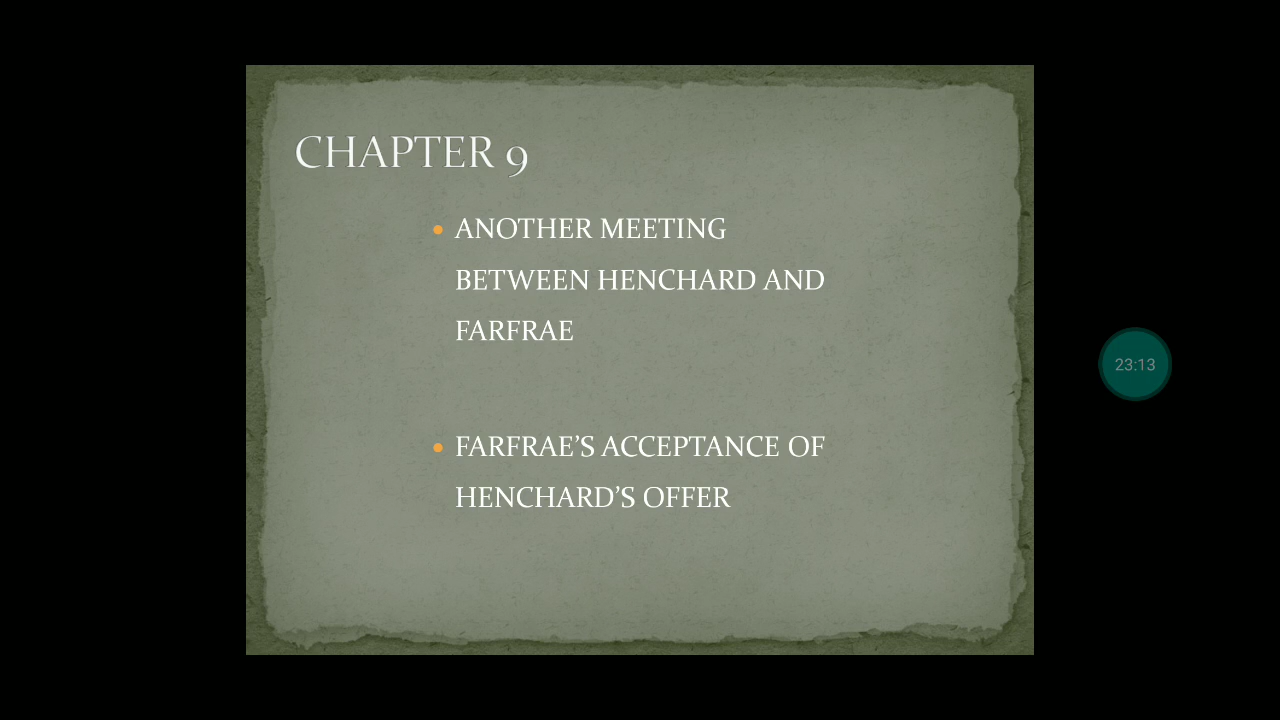 CHAPTER 9
• ANOTHER MEETING
BETWEEN HENCHARD AND
FARFRAE
• FARFRAE’S ACCEPTANCE OF
HENCHARD’S OFFER
23:13